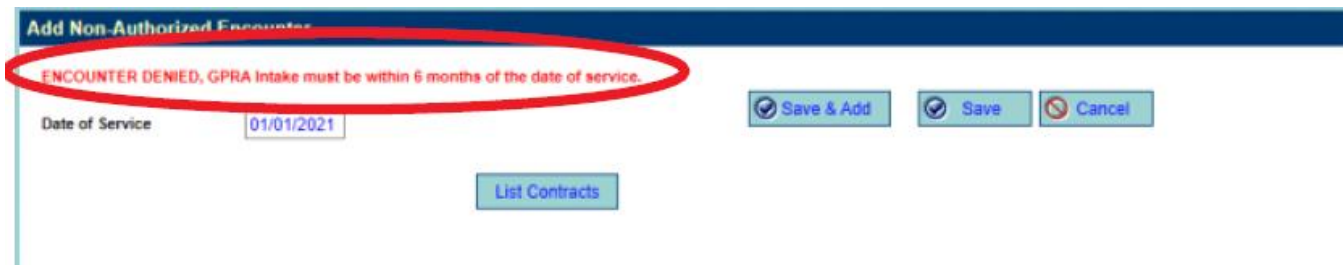 Add Non-Authorized Encounter
ENCOUNTER DENIED, GPRA Intake must be within 6 months of the date of service.
Save & Add Save Cancel
Date of Service 01/01/2021
List Contracts